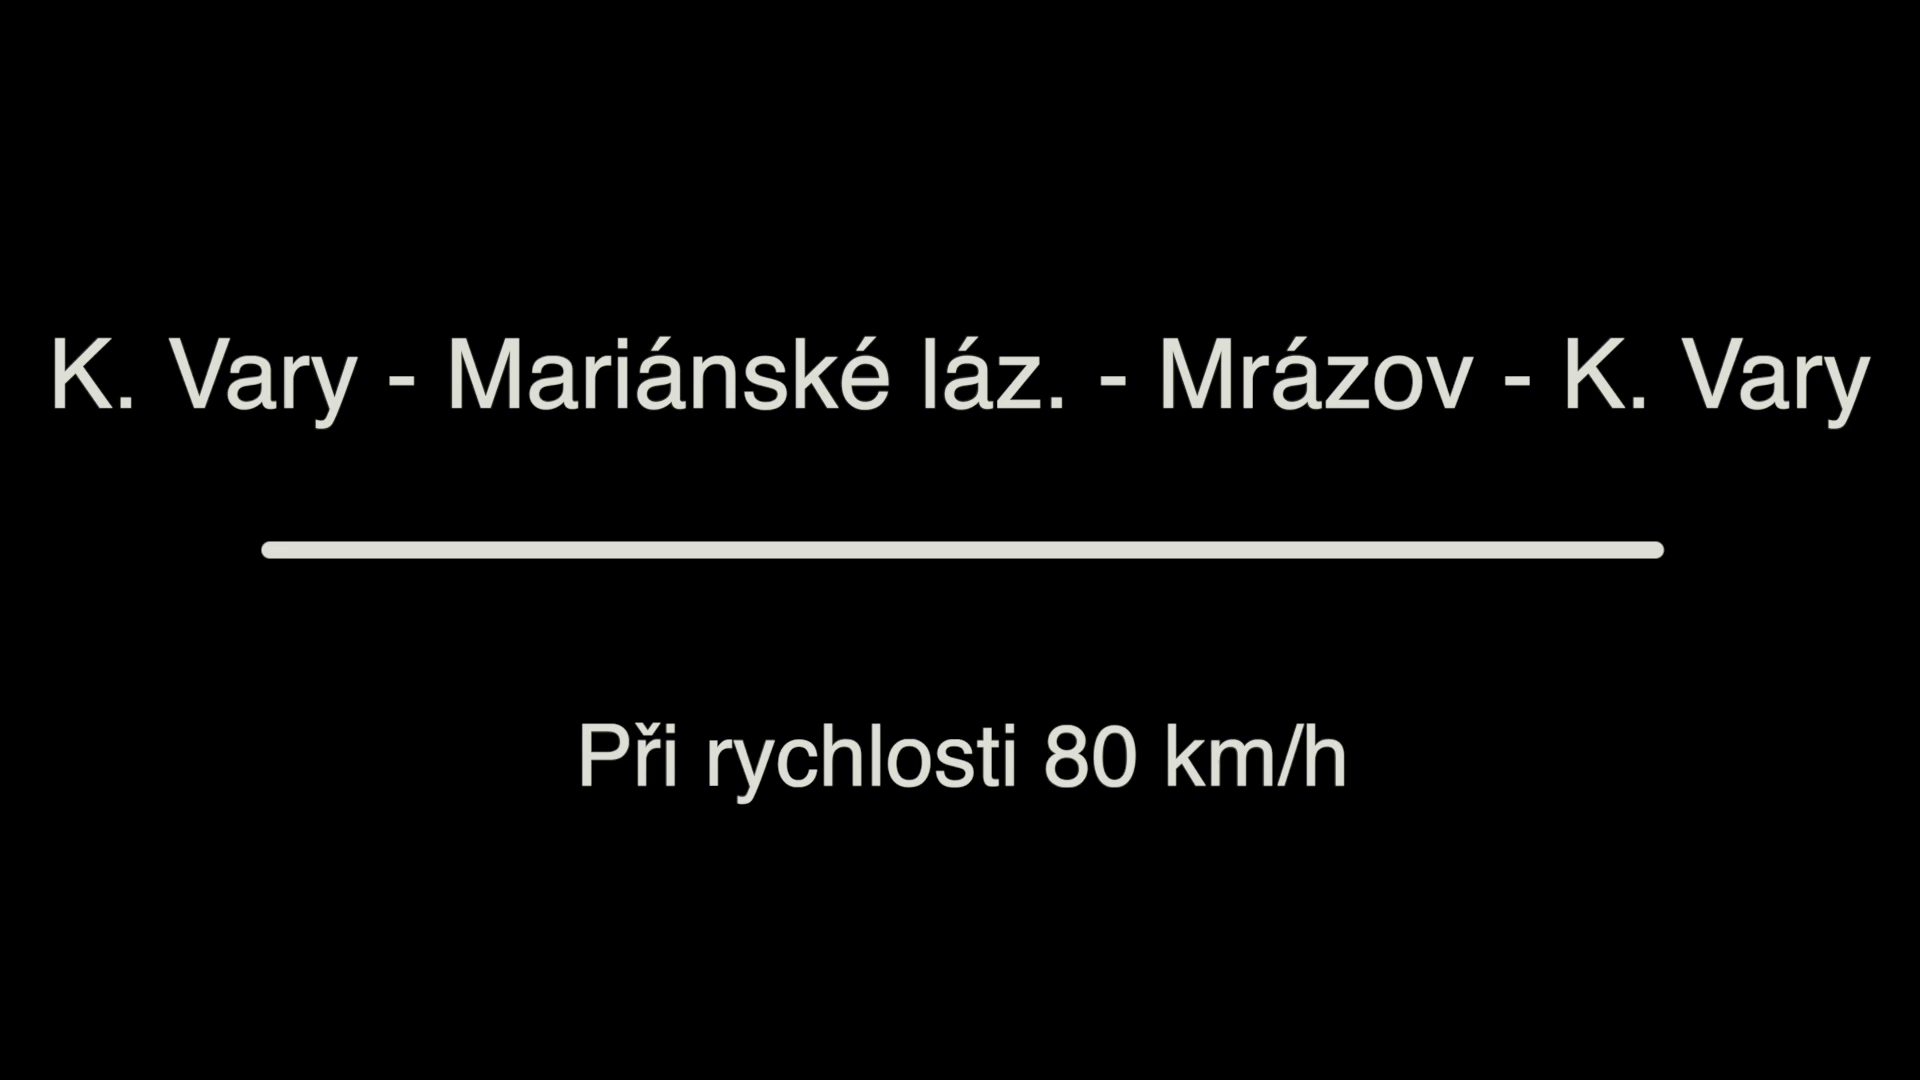 K. Vary - Mariánské láz. - Mrázov - K. Vary
Při rychlosti 80 km/h